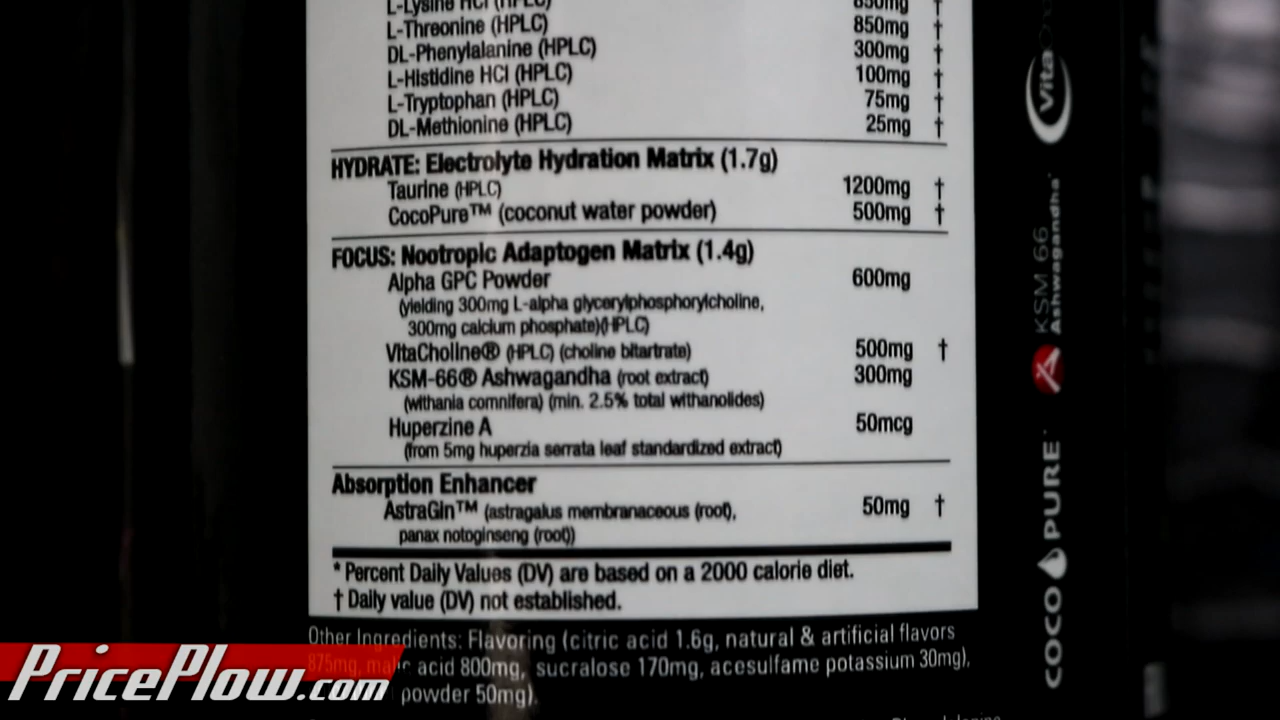 L-Lysine HCl (HPLC) 850mg †
L-Threonine (HPLC) 850mg †
DL-Phenylalanine (HPLC) 300mg †
L-Histidine HCl (HPLC) 100mg †
L-Tryptophan (HPLC) 75mg †
DL-Methionine (HPLC) 25mg †
HYDRATE: Electrolyte Hydration Matrix (1.7g)
Taurine (HPLC) 1200mg †
CocoPure™ (coconut water powder) 500mg †
FOCUS: Nootropic Adaptogen Matrix (1.4g)
Alpha GPC Powder 600mg
(yielding 300mg L-alpha glycerylphosphorylcholine,
300mg calcium phosphate)(HPLC)
VitaCholine® (HPLC) (choline bitartrate) 500mg †
KSM-66® Ashwagandha (root extract) 300mg
(withania comnifera) (min. 2.5% total withanolides)
Huperzine A 50mcg
(from 5mg huperzia serrata leaf standardized extract)
Absorption Enhancer
AstraGin™ (astragalus membranaceous (root), 50mg †
panax notoginseng (root))
* Percent Daily Values (DV) are based on a 2000 calorie diet.
† Daily value (DV) not established.
Other Ingredients: Flavoring (citric acid 1.6g, natural & artificial flavors
875mg, malic acid 800mg, sucralose 170mg, acesulfame potassium 30mg),
powder 50mg).
Vita
KSM 66
Ashwagandha
COCO PURE
PricePlow.com